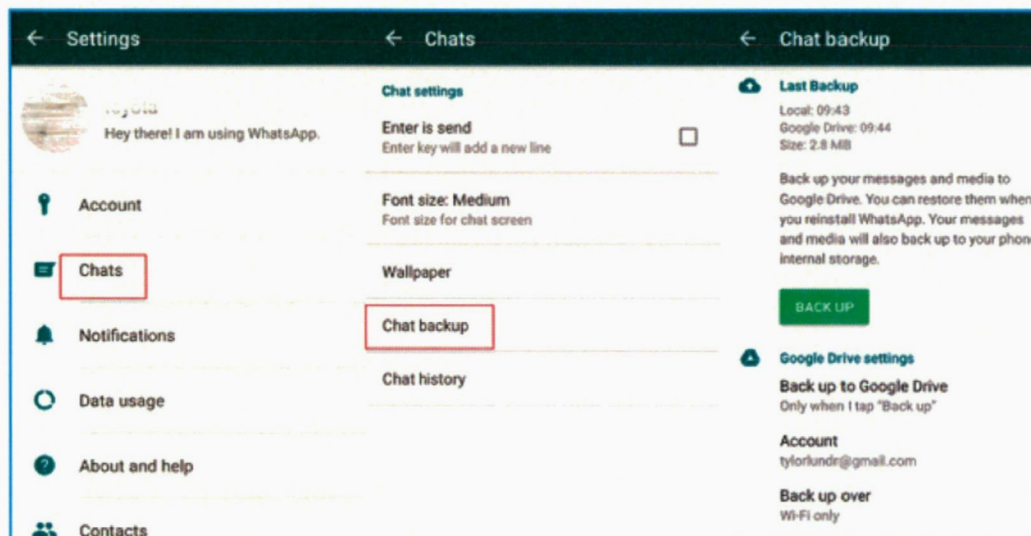 Settings
Hey there! I am using WhatsApp.
Account
Chats
Notifications
Data usage
About and help
Contacts
Chats
Chat settings
Enter is send
Enter key will add a new line
Font size: Medium
Font size for chat screen
Wallpaper
Chat backup
Chat history
Chat backup
Last Backup
Local: 09:43
Google Drive: 09:44
Size: 2.8 MB
Back up your messages and media to
Google Drive. You can restore them when
you reinstall WhatsApp. Your messages
and media will also back up to your phone
internal storage.
BACK UP
Google Drive settings
Back up to Google Drive
Only when I tap "Back up"
Account
tylorlundr@gmail.com
Back up over
Wi-Fi only